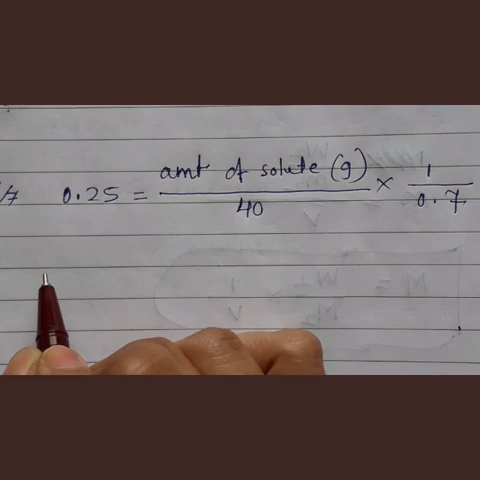 0.25 = amt of solute (g) / 40 × 1 / 0.7